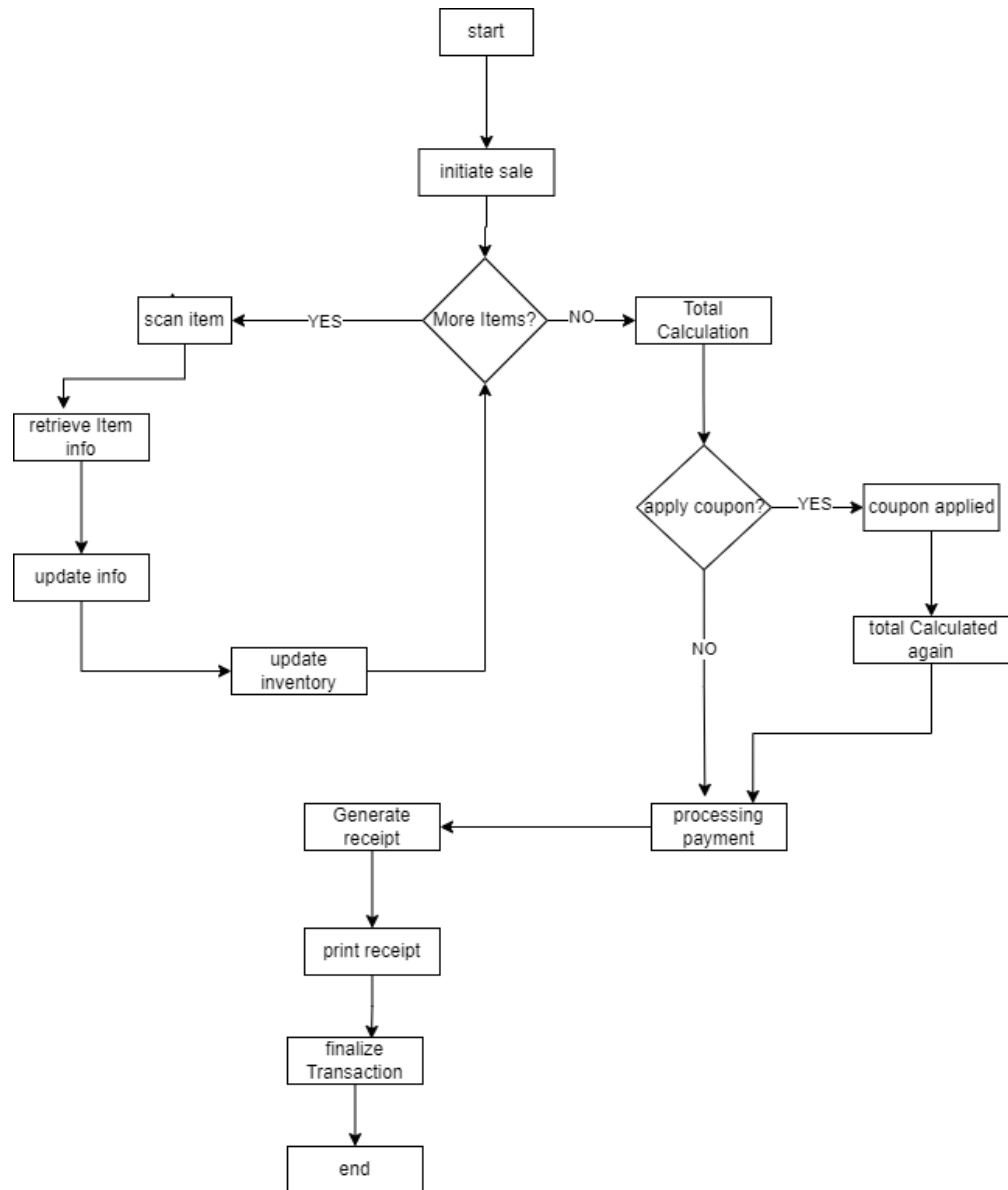 start
initiate sale
More Items?
YES
NO
scan item
Total
Calculation
retrieve Item
info
update info
update
inventory
apply coupon?
YES
coupon applied
NO
total Calculated
again
processing
payment
Generate
receipt
print receipt
finalize
Transaction
end